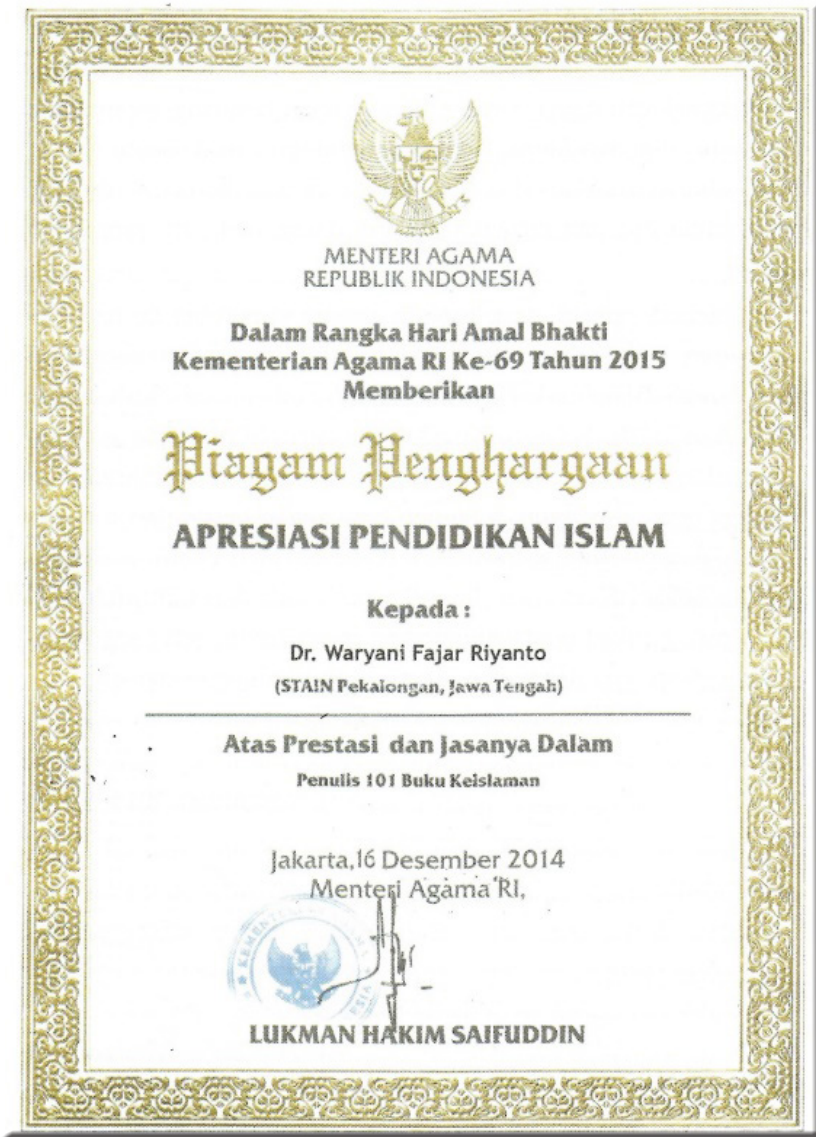 MENTERI AGAMA
REPUBLIK INDONESIA
Dalam Rangka Hari Amal Bhakti
Kementerian Agama RI Ke-69 Tahun 2015
Memberikan
Piagam Penghargaan
APRESIASI PENDIDIKAN ISLAM
Kepada :
Dr. Waryani Fajar Riyanto
(STAIN Pekalongan, Jawa Tengah)
Atas Prestasi dan Jasanya Dalam
Penulis 101 Buku Keislaman
Jakarta,16 Desember 2014
Menteri Agama RI,
LUKMAN HAKIM SAIFUDDIN